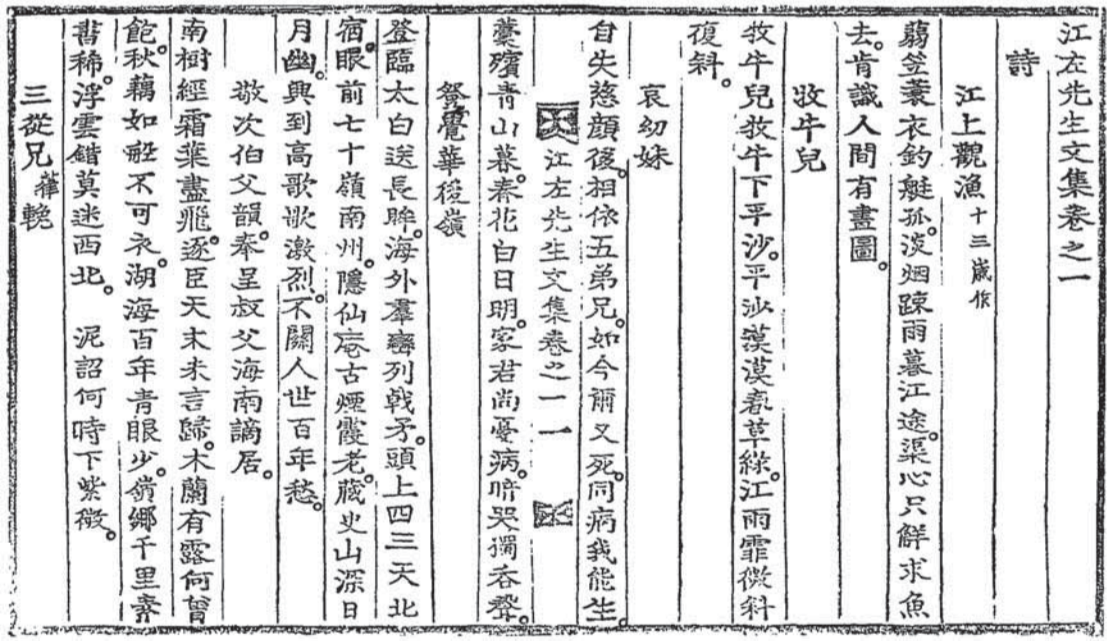 江左先生文集卷之一
詩
江上觀漁 十三歲作
蒻笠蓑衣釣艇孤。淡烟踈雨暮江途。渠心只觧求魚
去。肯識人間有畫圖。
牧牛兒
牧牛兒牧牛下平沙。平沙漠漠春草綠。江雨霏微斜
復斜。
哀幼妹
自失慈顔後。相依五弟兄。如今爾又死。同病我能生。
江左先生文集卷之一 一
藁殯靑山暮。春花白日明。家君尙憂病。暗哭獨呑聲。
登覺華後嶺
登臨太白送長眸。海外羣巒列戟矛。頭上四三天北
宿。眼前七十嶺南州。隱仙庵古煙霞老。藏史山深日
月幽。興到高歌歌激烈。不關人世百年愁。
敬次伯父韻。奉呈叔父海南謫居。
南樹經霜葉盡飛。逐臣天末未言歸。木蘭有露何曾
飽。秋藕如船不可衣。湖海百年靑眼少。嶺鄕千里素
書稀。浮雲錯莫迷西北。泥詔何時下紫微。
三從兄葎輓